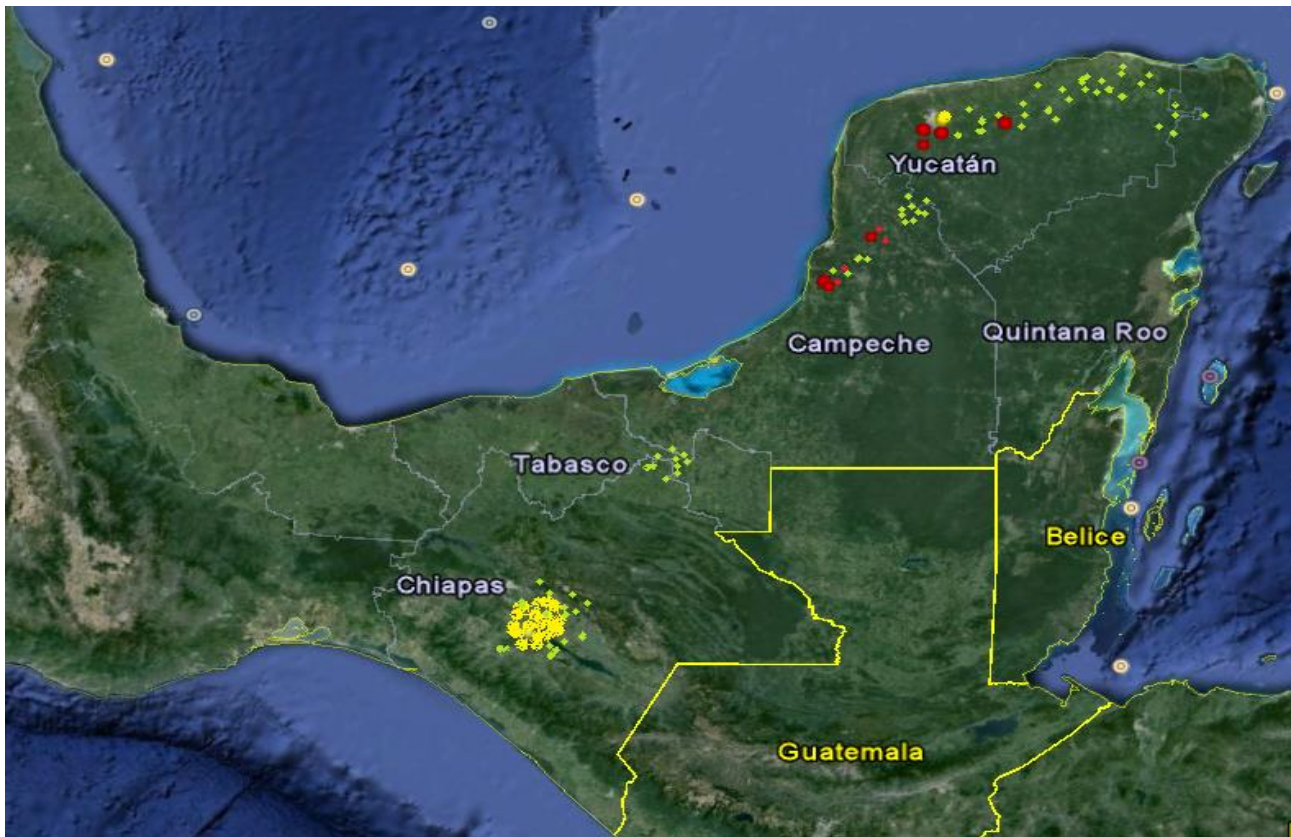 Yucatán
Quintana Roo
Campeche
Tabasco
Belice
Chiapas
Guatemala